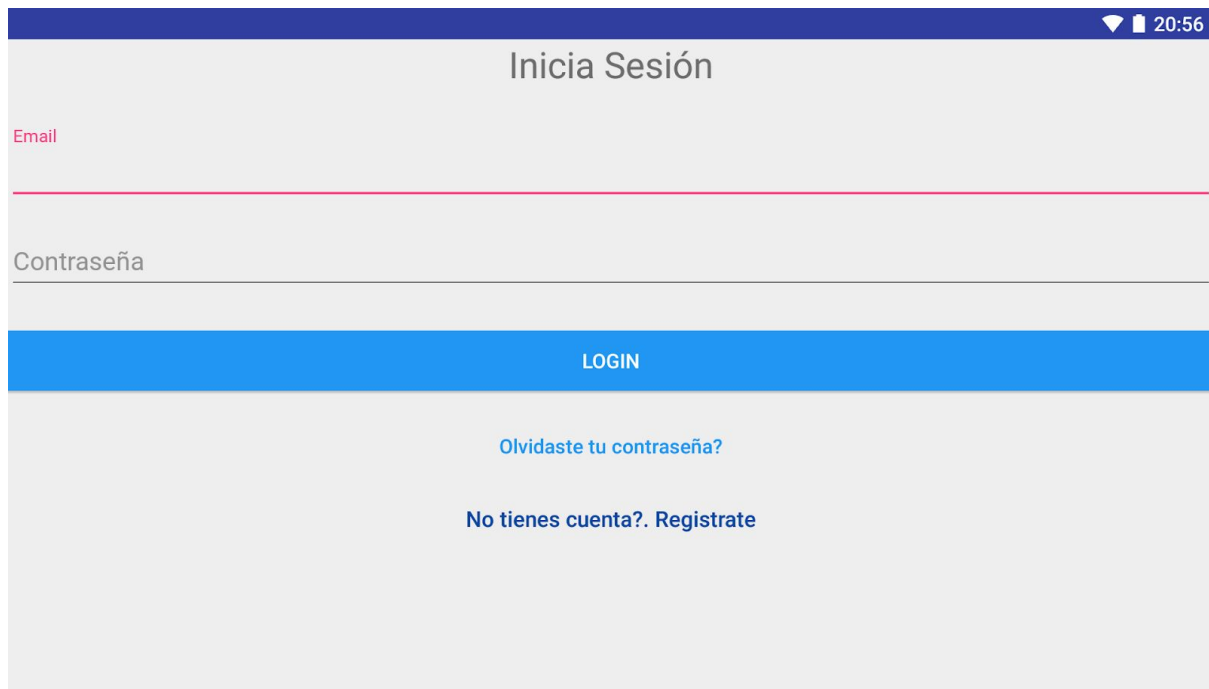 20:56
Inicia Sesión
Email
Contraseña
LOGIN
Olvidaste tu contraseña?
No tienes cuenta?. Registrate